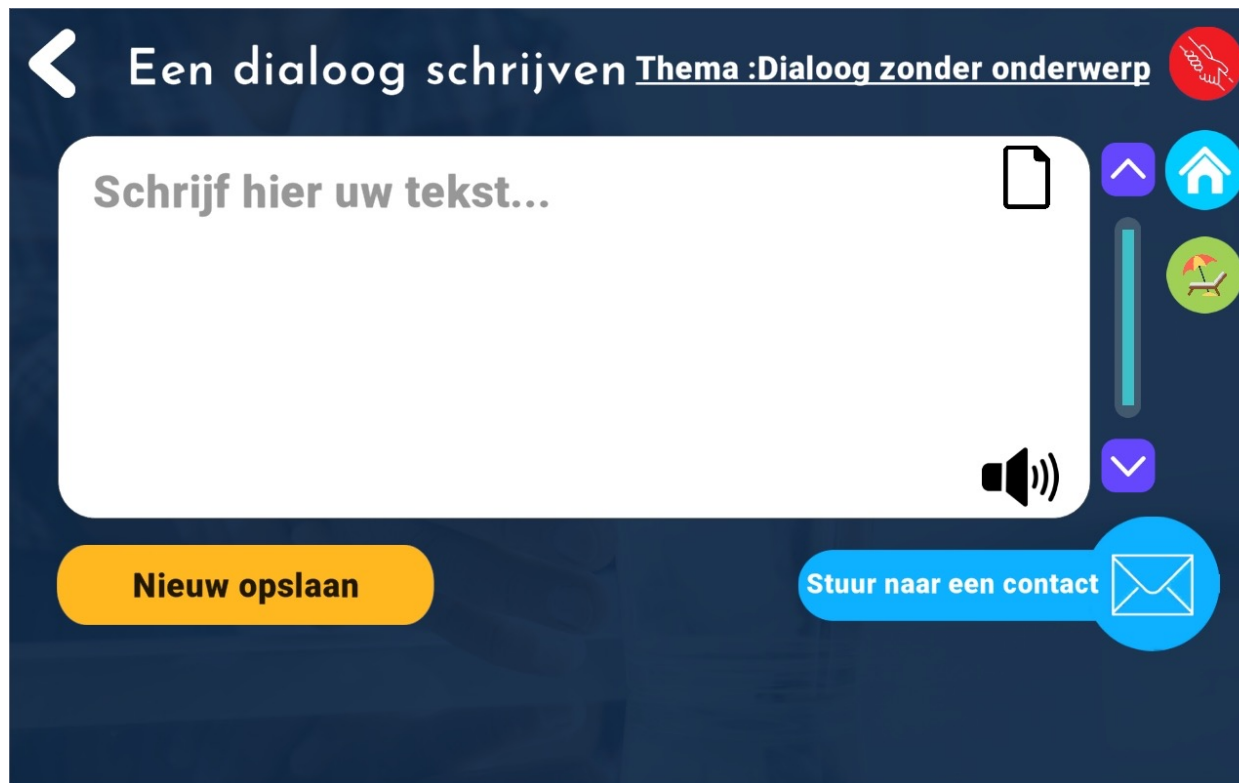 Een dialoog schrijven Thema :Dialoog zonder onderwerp
Schrijf hier uw tekst...
Nieuw opslaan
Stuur naar een contact